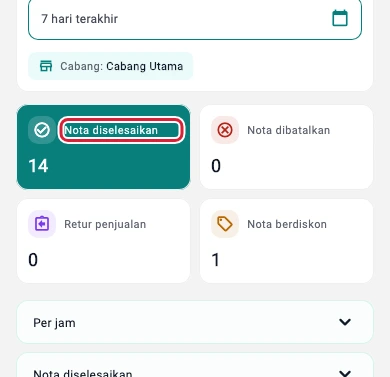 7 hari terakhir
Cabang: Cabang Utama
Nota diselesaikan
14
Nota dibatalkan
0
Retur penjualan
0
Nota berdiskon
1
Per jam
Nota diselesaikan